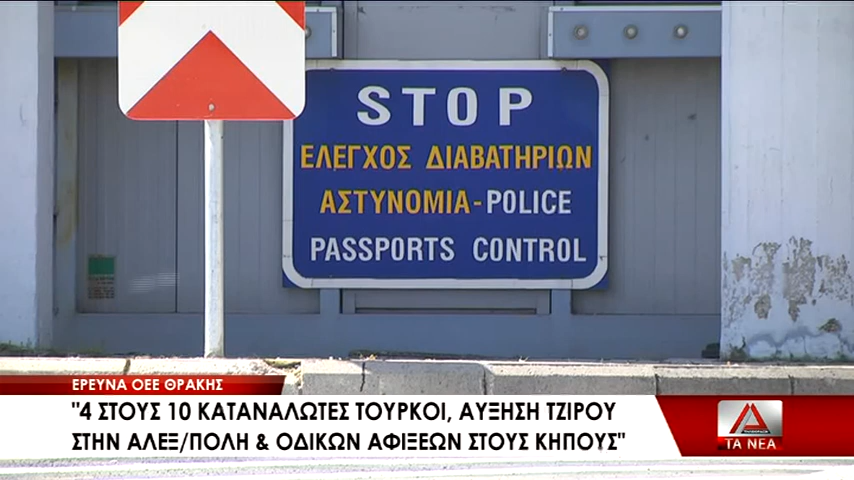 STOP
ΕΛΕΓΧΟΣ ΔΙΑΒΑΤΗΡΙΩΝ
ΑΣΤΥΝΟΜΙΑ-POLICE
PASSPORTS CONTROL
ΕΡΕΥΝΑ ΟΕΕ ΘΡΑΚΗΣ
"4 ΣΤΟΥΣ 10 ΚΑΤΑΝΑΛΩΤΕΣ ΤΟΥΡΚΟΙ, ΑΥΞΗΣΗ ΤΖΙΡΟΥ
ΣΤΗΝ ΑΛΕΞ/ΠΟΛΗ & ΟΔΙΚΩΝ ΑΦΙΞΕΩΝ ΣΤΟΥΣ ΚΗΠΟΥΣ"
ΤΑ ΝΕΑ